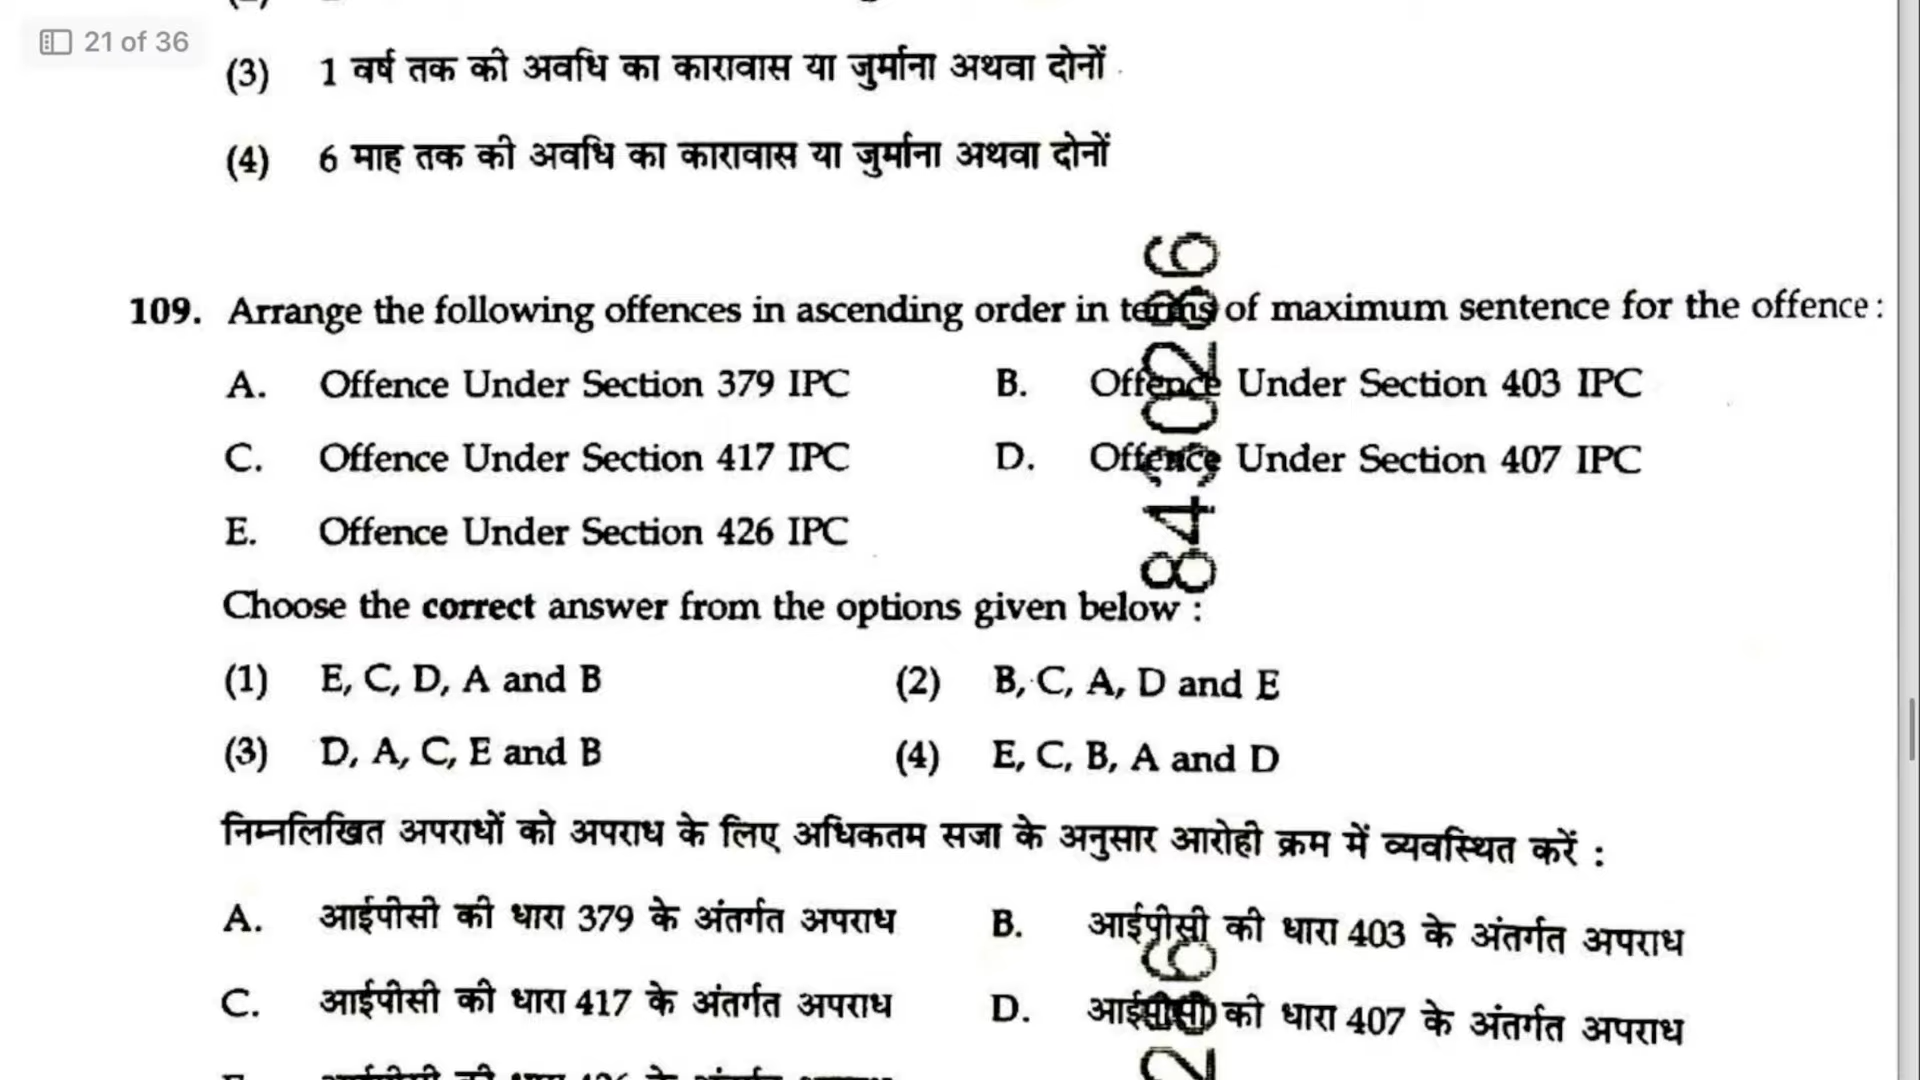 21 of 36
(3) 1 वर्ष तक की अवधि का कारावास या जुर्माना अथवा दोनों
(4) 6 माह तक की अवधि का कारावास या जुर्माना अथवा दोनों
109. Arrange the following offences in ascending order in terms of maximum sentence for the offence :
A. Offence Under Section 379 IPC B. Offence Under Section 403 IPC
C. Offence Under Section 417 IPC D. Offence Under Section 407 IPC
E. Offence Under Section 426 IPC
8430286
Choose the correct answer from the options given below :
(1) E, C, D, A and B (2) B, C, A, D and E
(3) D, A, C, E and B (4) E, C, B, A and D
निम्नलिखित अपराधों को अपराध के लिए अधिकतम सजा के अनुसार आरोही क्रम में व्यवस्थित करें :
A. आईपीसी की धारा 379 के अंतर्गत अपराध B. आईपीसी की धारा 403 के अंतर्गत अपराध
C. आईपीसी की धारा 417 के अंतर्गत अपराध D. आईपीसी की धारा 407 के अंतर्गत अपराध